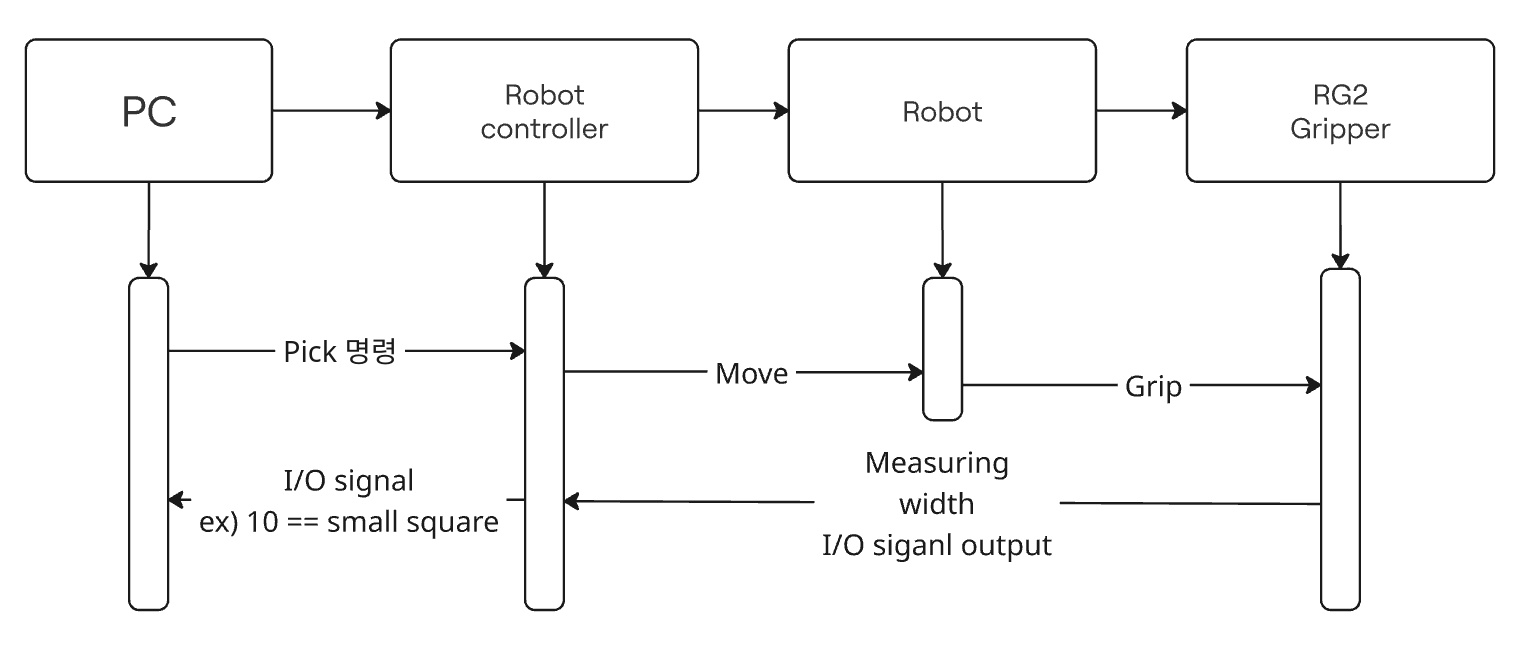 PC
Robot
controller
Robot
RG2
Gripper
Pick 명령
Move
Grip
I/O signal
ex) 10 == small square
Measuring
width
I/O siganl output